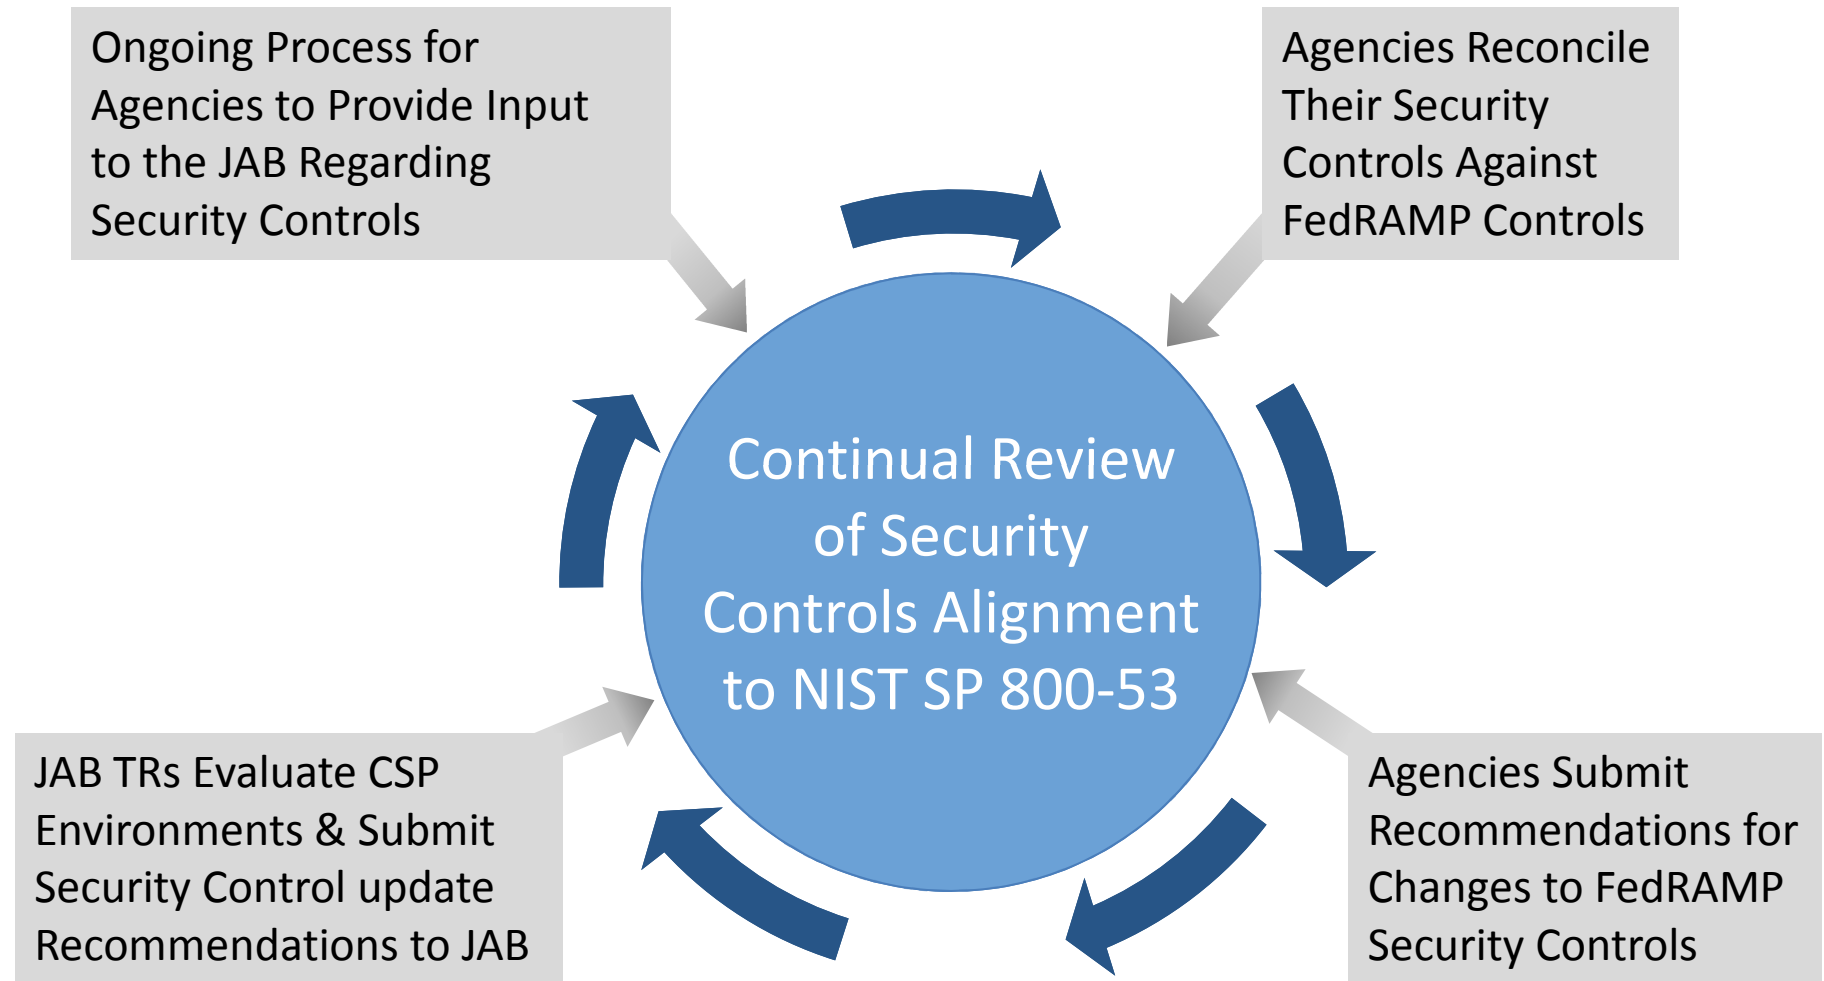 Ongoing Process for
Agencies to Provide Input
to the JAB Regarding
Security Controls
Agencies Reconcile
Their Security
Controls Against
FedRAMP Controls
Continual Review
of Security
Controls Alignment
to NIST SP 800-53
JAB TRs Evaluate CSP
Environments & Submit
Security Control update
Recommendations to JAB
Agencies Submit
Recommendations for
Changes to FedRAMP
Security Controls